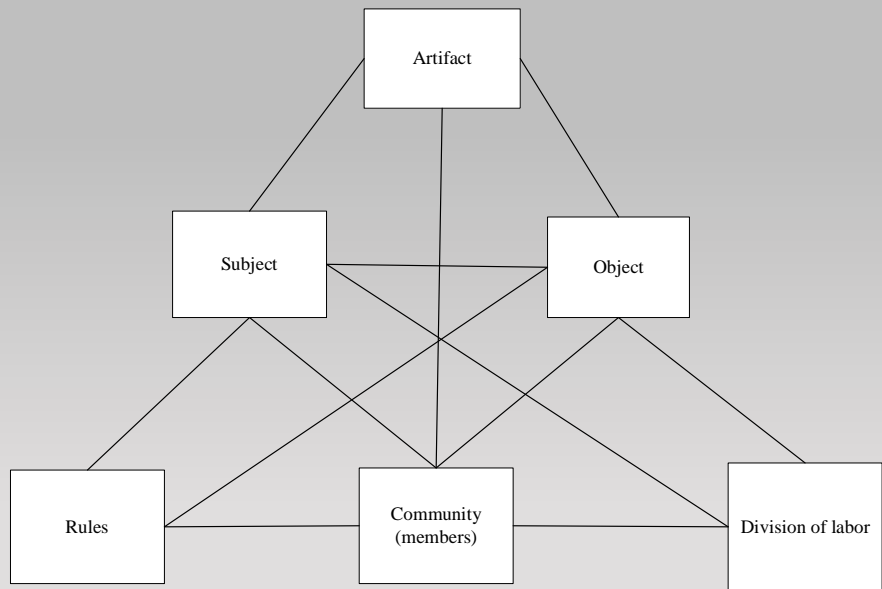 Artifact
Subject
Object
Rules
Community
(members)
Division of labor